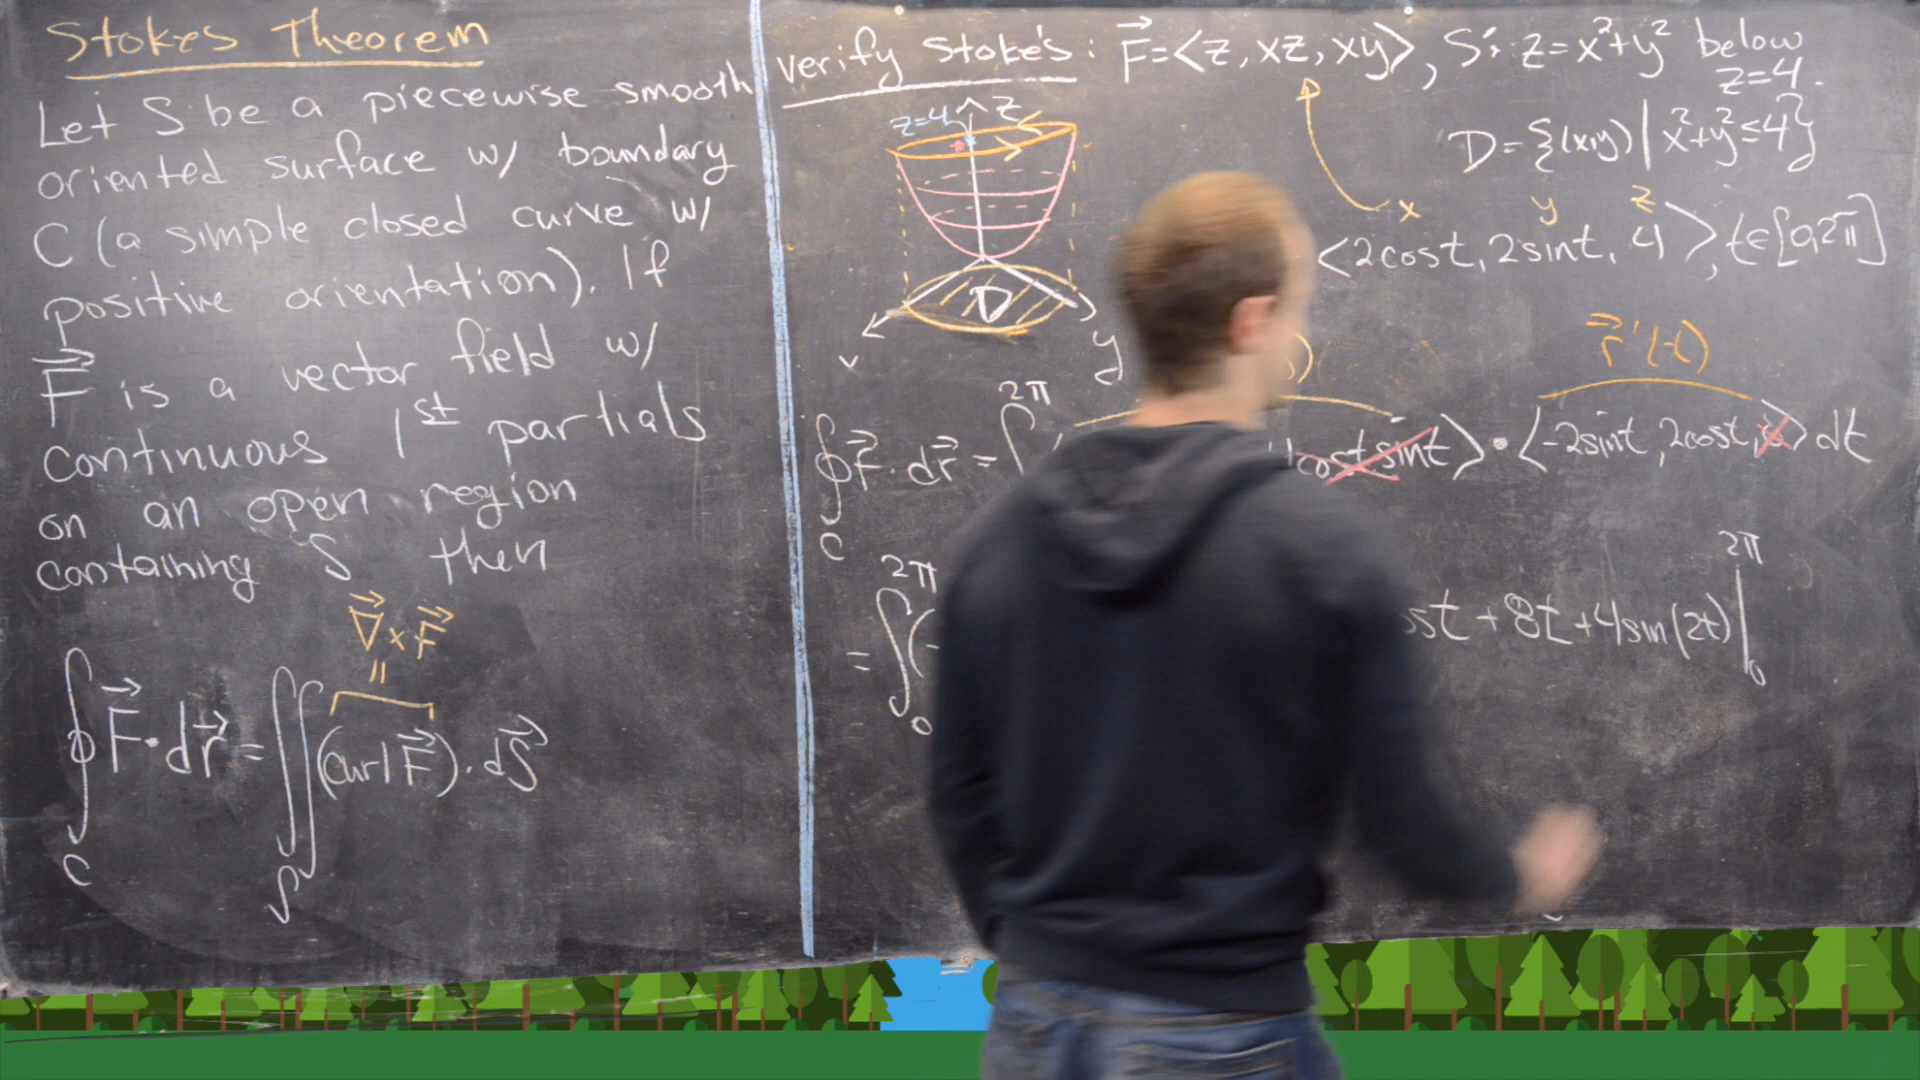 Stokes Theorem
Let S be a piecewise smooth
oriented surface w/ boundary
C (a simple closed curve w/
positive orientation). If
F⃗ is a vector field w/
continuous 1st partials
on an open region
containing S then
∇⃗ × F⃗
=
∮ F⃗ · dr⃗ = ∬ (curl F⃗) · dS⃗
C S
Verify Stoke's : F⃗ = <z, xz, xy>, S: z = x²+y² below
z=4.
z=4 z
D = {(x,y) | x²+y² ≤ 4}
x y z
<2cost, 2sint, 4>, t∈[0,2π]
D
x y
r⃗'(t)
2π
∮ F⃗ · dr⃗ = ∫ cost sint> · <-2sint, 2cost, 0> dt
C
2π 2π
= ∫ (- ost + 8t + 4sin(2t) |
0 0